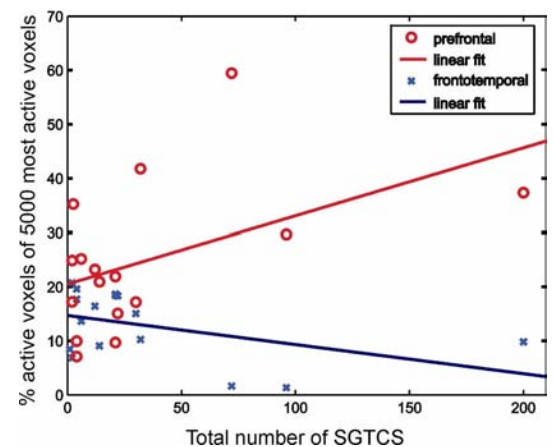 70
60
50
40
30
20
10
0
% active voxels of 5000 most active voxels
prefrontal
linear fit
frontotemporal
linear fit
0 50 100 150 200
Total number of SGTCS